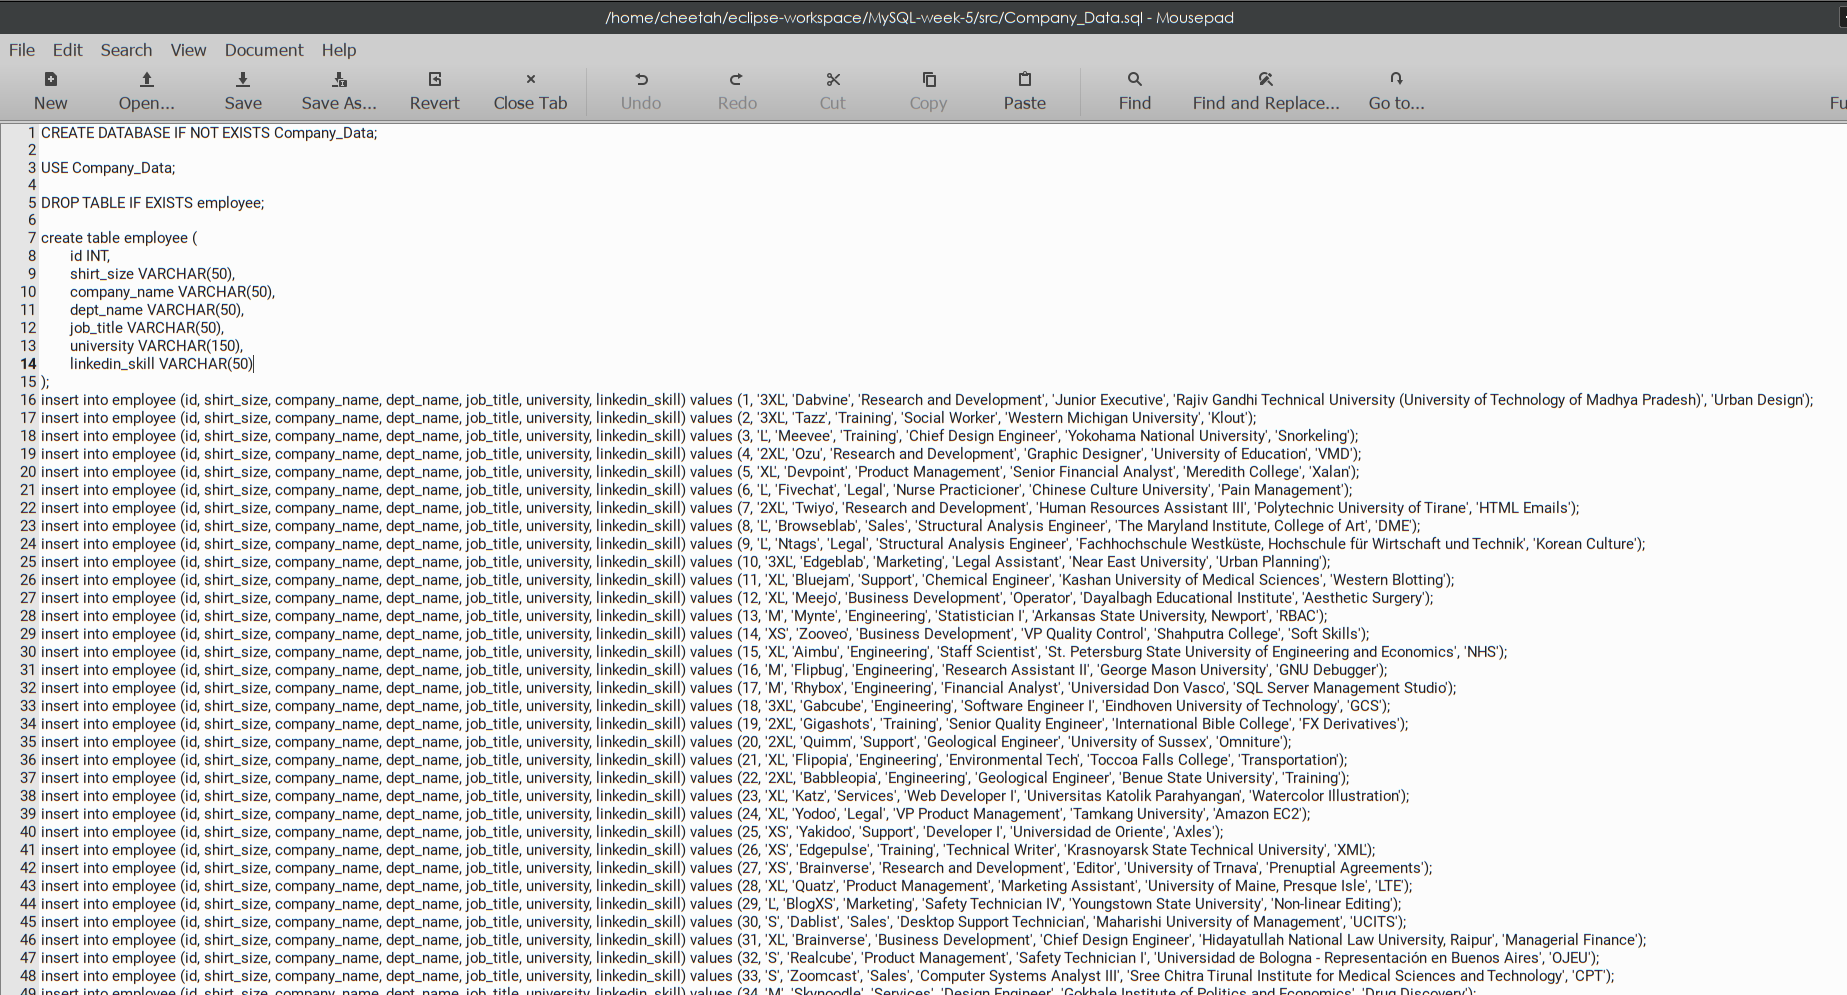 /home/cheetah/eclipse-workspace/MySQL-week-5/src/Company_Data.sql - Mousepad
File Edit Search View Document Help
New Open... Save Save As... Revert Close Tab Undo Redo Cut Copy Paste Find Find and Replace... Go to... Fu
1 CREATE DATABASE IF NOT EXISTS Company_Data;
2
3 USE Company_Data;
4
5 DROP TABLE IF EXISTS employee;
6
7 create table employee (
8 id INT,
9 shirt_size VARCHAR(50),
10 company_name VARCHAR(50),
11 dept_name VARCHAR(50),
12 job_title VARCHAR(50),
13 university VARCHAR(150),
14 linkedin_skill VARCHAR(50)
15 );
16 insert into employee (id, shirt_size, company_name, dept_name, job_title, university, linkedin_skill) values (1, '3XL', 'Dabvine', 'Research and Development', 'Junior Executive', 'Rajiv Gandhi Technical University (University of Technology of Madhya Pradesh)', 'Urban Design');
17 insert into employee (id, shirt_size, company_name, dept_name, job_title, university, linkedin_skill) values (2, '3XL', 'Tazz', 'Training', 'Social Worker', 'Western Michigan University', 'Klout');
18 insert into employee (id, shirt_size, company_name, dept_name, job_title, university, linkedin_skill) values (3, 'L', 'Meevee', 'Training', 'Chief Design Engineer', 'Yokohama National University', 'Snorkeling');
19 insert into employee (id, shirt_size, company_name, dept_name, job_title, university, linkedin_skill) values (4, '2XL', 'Ozu', 'Research and Development', 'Graphic Designer', 'University of Education', 'VMD');
20 insert into employee (id, shirt_size, company_name, dept_name, job_title, university, linkedin_skill) values (5, 'XL', 'Devpoint', 'Product Management', 'Senior Financial Analyst', 'Meredith College', 'Xalan');
21 insert into employee (id, shirt_size, company_name, dept_name, job_title, university, linkedin_skill) values (6, 'L', 'Fivechat', 'Legal', 'Nurse Practicioner', 'Chinese Culture University', 'Pain Management');
22 insert into employee (id, shirt_size, company_name, dept_name, job_title, university, linkedin_skill) values (7, '2XL', 'Twiyo', 'Research and Development', 'Human Resources Assistant III', 'Polytechnic University of Tirane', 'HTML Emails');
23 insert into employee (id, shirt_size, company_name, dept_name, job_title, university, linkedin_skill) values (8, 'L', 'Browseblab', 'Sales', 'Structural Analysis Engineer', 'The Maryland Institute, College of Art', 'DME');
24 insert into employee (id, shirt_size, company_name, dept_name, job_title, university, linkedin_skill) values (9, 'L', 'Ntags', 'Legal', 'Structural Analysis Engineer', 'Fachhochschule Westküste, Hochschule für Wirtschaft und Technik', 'Korean Culture');
25 insert into employee (id, shirt_size, company_name, dept_name, job_title, university, linkedin_skill) values (10, '3XL', 'Edgeblab', 'Marketing', 'Legal Assistant', 'Near East University', 'Urban Planning');
26 insert into employee (id, shirt_size, company_name, dept_name, job_title, university, linkedin_skill) values (11, 'XL', 'Bluejam', 'Support', 'Chemical Engineer', 'Kashan University of Medical Sciences', 'Western Blotting');
27 insert into employee (id, shirt_size, company_name, dept_name, job_title, university, linkedin_skill) values (12, 'XL', 'Meejo', 'Business Development', 'Operator', 'Dayalbagh Educational Institute', 'Aesthetic Surgery');
28 insert into employee (id, shirt_size, company_name, dept_name, job_title, university, linkedin_skill) values (13, 'M', 'Mynte', 'Engineering', 'Statistician I', 'Arkansas State University, Newport', 'RBAC');
29 insert into employee (id, shirt_size, company_name, dept_name, job_title, university, linkedin_skill) values (14, 'XS', 'Zooveo', 'Business Development', 'VP Quality Control', 'Shahputra College', 'Soft Skills');
30 insert into employee (id, shirt_size, company_name, dept_name, job_title, university, linkedin_skill) values (15, 'XL', 'Aimbu', 'Engineering', 'Staff Scientist', 'St. Petersburg State University of Engineering and Economics', 'NHS');
31 insert into employee (id, shirt_size, company_name, dept_name, job_title, university, linkedin_skill) values (16, 'M', 'Flipbug', 'Engineering', 'Research Assistant II', 'George Mason University', 'GNU Debugger');
32 insert into employee (id, shirt_size, company_name, dept_name, job_title, university, linkedin_skill) values (17, 'M', 'Rhybox', 'Engineering', 'Financial Analyst', 'Universidad Don Vasco', 'SQL Server Management Studio');
33 insert into employee (id, shirt_size, company_name, dept_name, job_title, university, linkedin_skill) values (18, '3XL', 'Gabcube', 'Engineering', 'Software Engineer I', 'Eindhoven University of Technology', 'GCS');
34 insert into employee (id, shirt_size, company_name, dept_name, job_title, university, linkedin_skill) values (19, '2XL', 'Gigashots', 'Training', 'Senior Quality Engineer', 'International Bible College', 'FX Derivatives');
35 insert into employee (id, shirt_size, company_name, dept_name, job_title, university, linkedin_skill) values (20, '2XL', 'Quimm', 'Support', 'Geological Engineer', 'University of Sussex', 'Omniture');
36 insert into employee (id, shirt_size, company_name, dept_name, job_title, university, linkedin_skill) values (21, 'XL', 'Flipopia', 'Engineering', 'Environmental Tech', 'Toccoa Falls College', 'Transportation');
37 insert into employee (id, shirt_size, company_name, dept_name, job_title, university, linkedin_skill) values (22, '2XL', 'Babbleopia', 'Engineering', 'Geological Engineer', 'Benue State University', 'Training');
38 insert into employee (id, shirt_size, company_name, dept_name, job_title, university, linkedin_skill) values (23, 'XL', 'Katz', 'Services', 'Web Developer I', 'Universitas Katolik Parahyangan', 'Watercolor Illustration');
39 insert into employee (id, shirt_size, company_name, dept_name, job_title, university, linkedin_skill) values (24, 'XL', 'Yodoo', 'Legal', 'VP Product Management', 'Tamkang University', 'Amazon EC2');
40 insert into employee (id, shirt_size, company_name, dept_name, job_title, university, linkedin_skill) values (25, 'XS', 'Yakidoo', 'Support', 'Developer I', 'Universidad de Oriente', 'Axles');
41 insert into employee (id, shirt_size, company_name, dept_name, job_title, university, linkedin_skill) values (26, 'XS', 'Edgepulse', 'Training', 'Technical Writer', 'Krasnoyarsk State Technical University', 'XML');
42 insert into employee (id, shirt_size, company_name, dept_name, job_title, university, linkedin_skill) values (27, 'XS', 'Brainverse', 'Research and Development', 'Editor', 'University of Trnava', 'Prenuptial Agreements');
43 insert into employee (id, shirt_size, company_name, dept_name, job_title, university, linkedin_skill) values (28, 'XL', 'Quatz', 'Product Management', 'Marketing Assistant', 'University of Maine, Presque Isle', 'LTE');
44 insert into employee (id, shirt_size, company_name, dept_name, job_title, university, linkedin_skill) values (29, 'L', 'BlogXS', 'Marketing', 'Safety Technician IV', 'Youngstown State University', 'Non-linear Editing');
45 insert into employee (id, shirt_size, company_name, dept_name, job_title, university, linkedin_skill) values (30, 'S', 'Dablist', 'Sales', 'Desktop Support Technician', 'Maharishi University of Management', 'UCITS');
46 insert into employee (id, shirt_size, company_name, dept_name, job_title, university, linkedin_skill) values (31, 'XL', 'Brainverse', 'Business Development', 'Chief Design Engineer', 'Hidayatullah National Law University, Raipur', 'Managerial Finance');
47 insert into employee (id, shirt_size, company_name, dept_name, job_title, university, linkedin_skill) values (32, 'S', 'Realcube', 'Product Management', 'Safety Technician I', 'Universidad de Bologna - Representación en Buenos Aires', 'OJEU');
48 insert into employee (id, shirt_size, company_name, dept_name, job_title, university, linkedin_skill) values (33, 'S', 'Zoomcast', 'Sales', 'Computer Systems Analyst III', 'Sree Chitra Tirunal Institute for Medical Sciences and Technology', 'CPT');
49 insert into employee (id, shirt_size, company_name, dept_name, job_title, university, linkedin_skill) values (34, 'M', 'Skynoodle', 'Services', 'Design Engineer', 'Gokhale Institute of Politics and Economics', 'Drug Discovery');